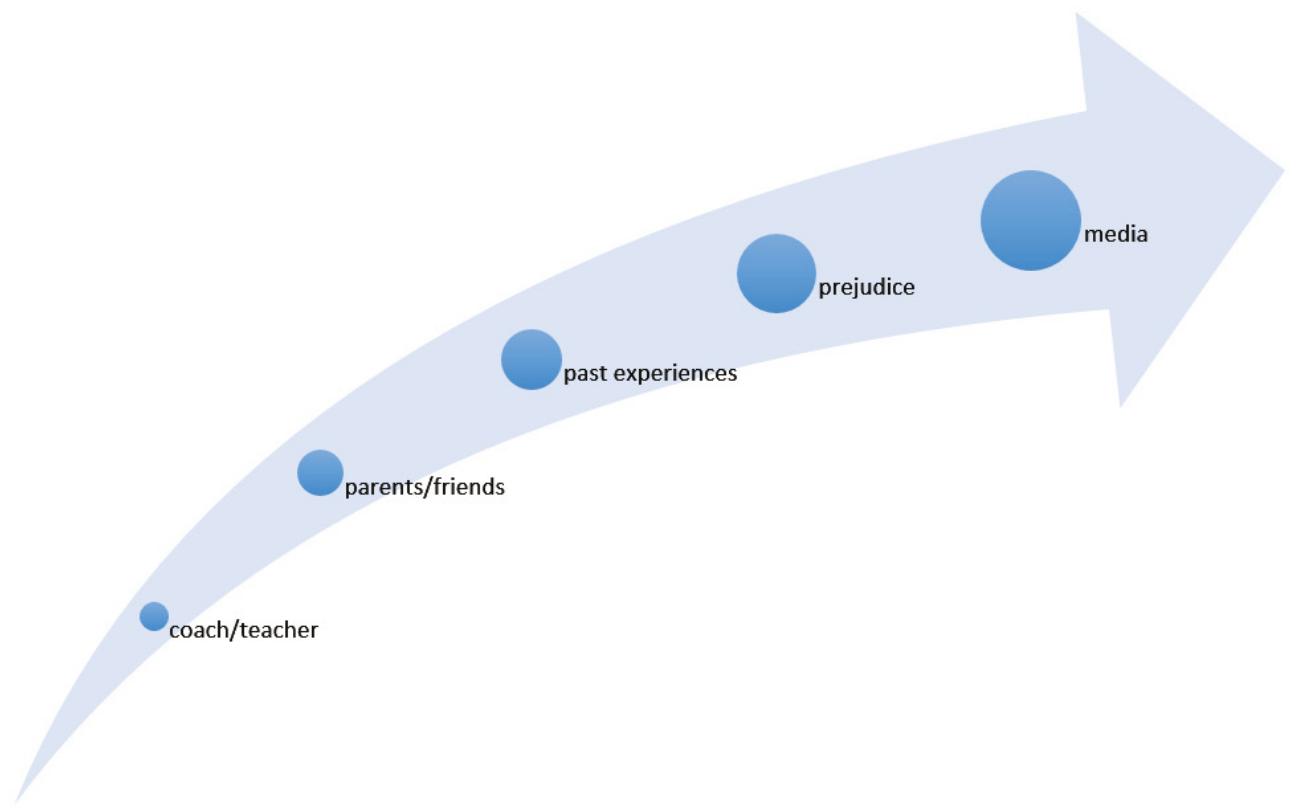 media
prejudice
past experiences
parents/friends
coach/teacher